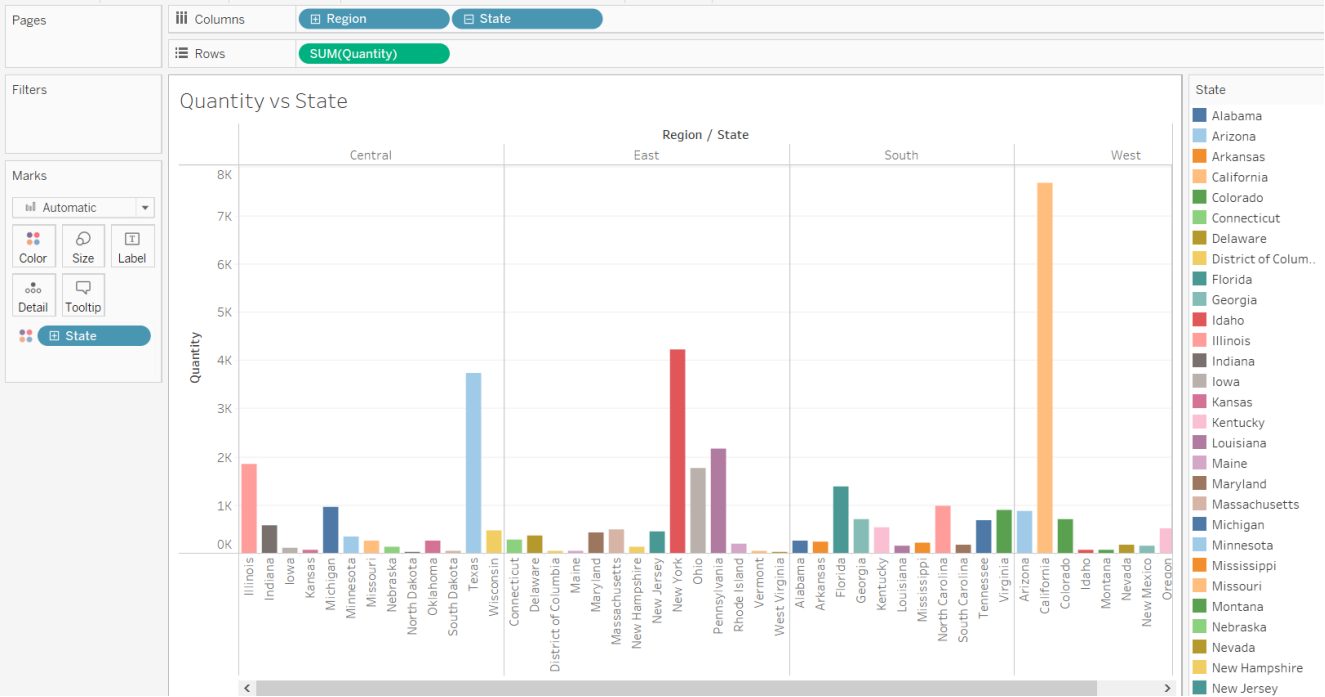 Pages
Columns
Region
State
Rows
SUM(Quantity)
Filters
Marks
Automatic
Color
Size
Label
Detail
Tooltip
State
Quantity vs State
Region / State
Central
East
South
West
Quantity
8K
7K
6K
5K
4K
3K
2K
1K
0K
Illinois
Indiana
Iowa
Kansas
Michigan
Minnesota
Missouri
Nebraska
North Dakota
Oklahoma
South Dakota
Texas
Wisconsin
Connecticut
Delaware
District of Columbia
Maine
Maryland
Massachusetts
New Hampshire
New Jersey
New York
Ohio
Pennsylvania
Rhode Island
Vermont
West Virginia
Alabama
Arkansas
Florida
Georgia
Kentucky
Louisiana
Mississippi
North Carolina
South Carolina
Tennessee
Virginia
Arizona
California
Colorado
Idaho
Montana
Nevada
New Mexico
Oregon
State
Alabama
Arizona
Arkansas
California
Colorado
Connecticut
Delaware
District of Colum..
Florida
Georgia
Idaho
Illinois
Indiana
Iowa
Kansas
Kentucky
Louisiana
Maine
Maryland
Massachusetts
Michigan
Minnesota
Mississippi
Missouri
Montana
Nebraska
Nevada
New Hampshire
New Jersey